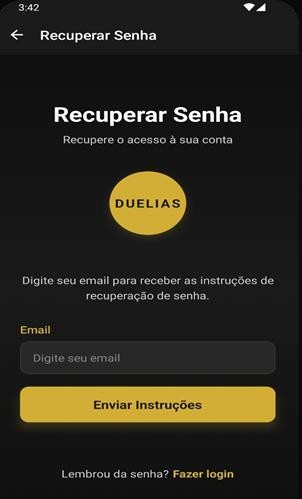 3:42
Recuperar Senha
Recuperar Senha
Recupere o acesso à sua conta
DUELIAS
Digite seu email para receber as instruções de
recuperação de senha.
Email
Digite seu email
Enviar Instruções
Lembrou da senha? Fazer login